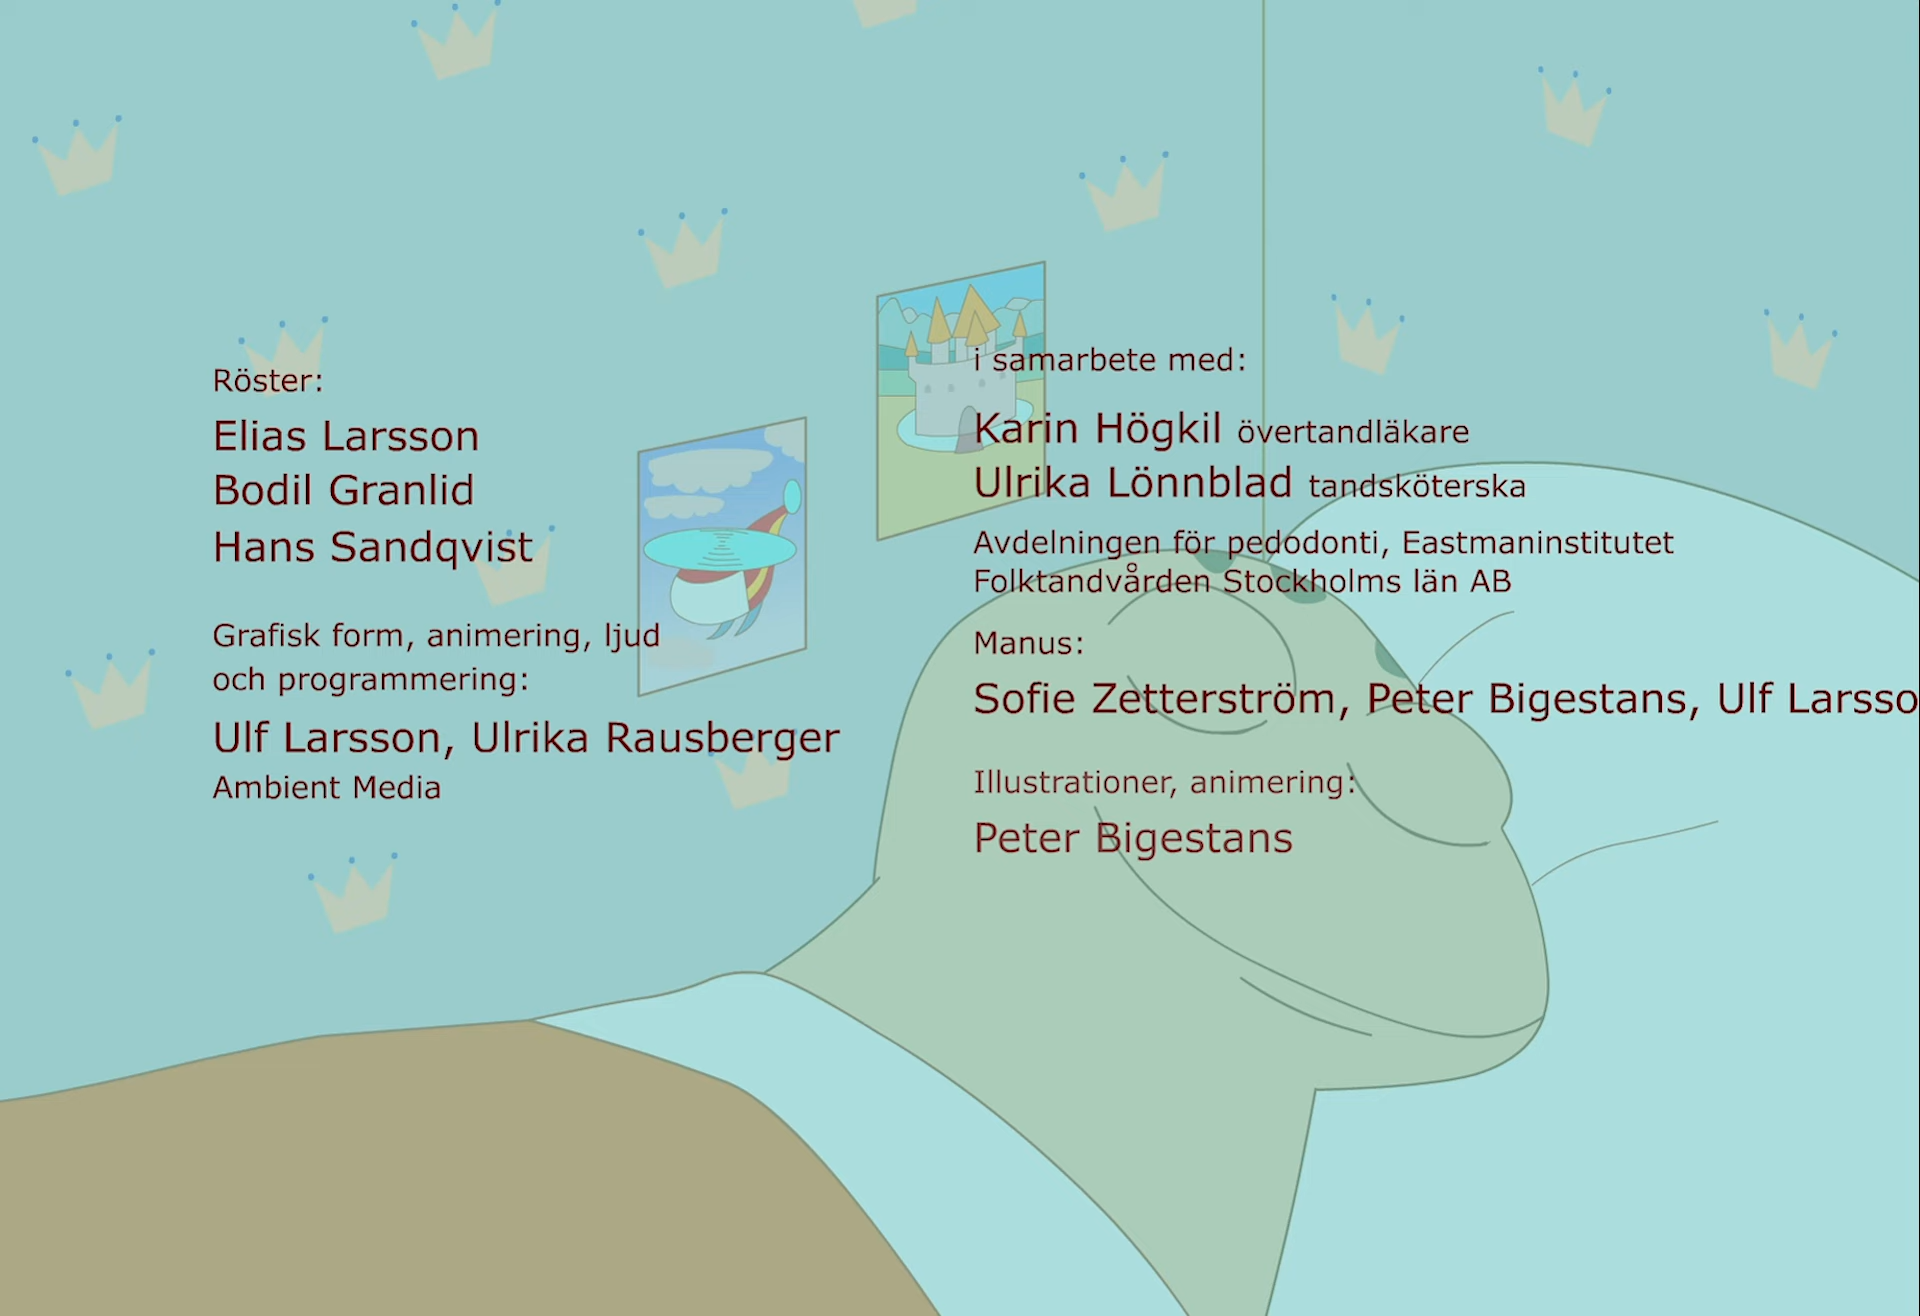 Röster:
Elias Larsson
Bodil Granlid
Hans Sandqvist
Grafisk form, animering, ljud
och programmering:
Ulf Larsson, Ulrika Rausberger
Ambient Media
i samarbete med:
Karin Högkil övertandläkare
Ulrika Lönnblad tandsköterska
Avdelningen för pedodonti, Eastmaninstitutet
Folktandvården Stockholms län AB
Manus:
Sofie Zetterström, Peter Bigestans, Ulf Larsso
Illustrationer, animering:
Peter Bigestans